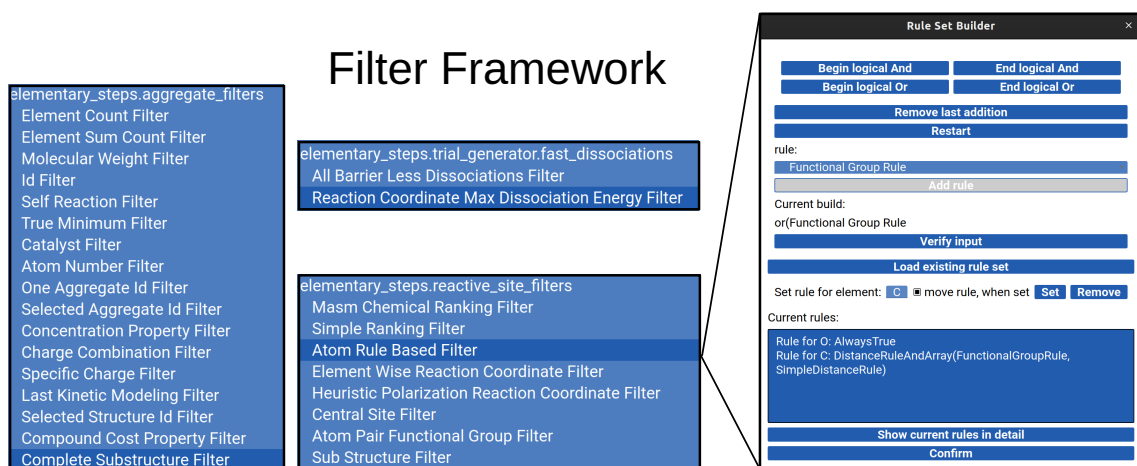 Filter Framework
elementary_steps.aggregate_filters
Element Count Filter
Element Sum Count Filter
Molecular Weight Filter
Id Filter
Self Reaction Filter
True Minimum Filter
Catalyst Filter
Atom Number Filter
One Aggregate Id Filter
Selected Aggregate Id Filter
Concentration Property Filter
Charge Combination Filter
Specific Charge Filter
Last Kinetic Modeling Filter
Selected Structure Id Filter
Compound Cost Property Filter
Complete Substructure Filter
elementary_steps.trial_generator.fast_dissociations
All Barrier Less Dissociations Filter
Reaction Coordinate Max Dissociation Energy Filter
elementary_steps.reactive_site_filters
Masm Chemical Ranking Filter
Simple Ranking Filter
Atom Rule Based Filter
Element Wise Reaction Coordinate Filter
Heuristic Polarization Reaction Coordinate Filter
Central Site Filter
Atom Pair Functional Group Filter
Sub Structure Filter
Rule Set Builder ×
Begin logical And End logical And
Begin logical Or End logical Or
Remove last addition
Restart
rule:
Functional Group Rule
Add rule
Current build:
or(Functional Group Rule
Verify input
Load existing rule set
Set rule for element: C move rule, when set Set Remove
Current rules:
Rule for O: AlwaysTrue
Rule for C: DistanceRuleAndArray(FunctionalGroupRule,
SimpleDistanceRule)
Show current rules in detail
Confirm